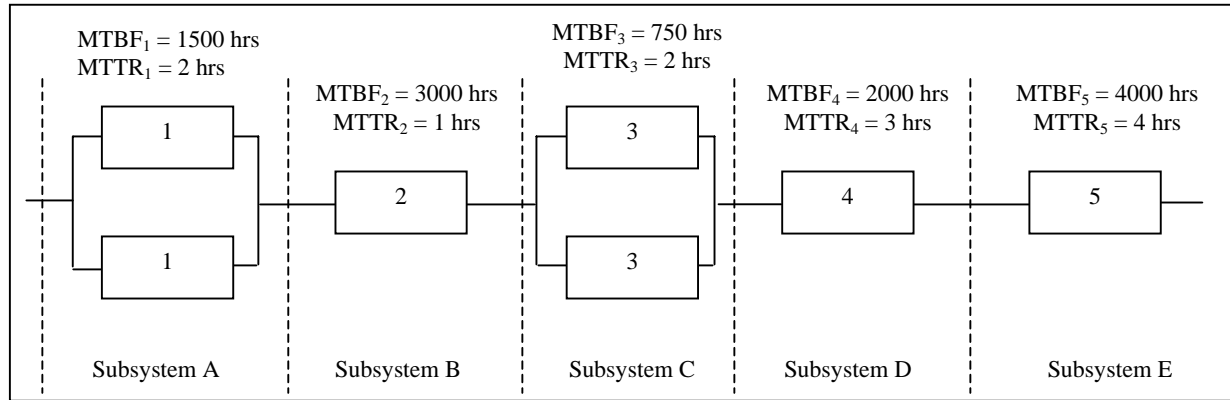 MTBF₁ = 1500 hrs
MTTR₁ = 2 hrs
MTBF₂ = 3000 hrs
MTTR₂ = 1 hrs
MTBF₃ = 750 hrs
MTTR₃ = 2 hrs
MTBF₄ = 2000 hrs
MTTR₄ = 3 hrs
MTBF₅ = 4000 hrs
MTTR₅ = 4 hrs
1
1
2
3
3
4
5
Subsystem A
Subsystem B
Subsystem C
Subsystem D
Subsystem E